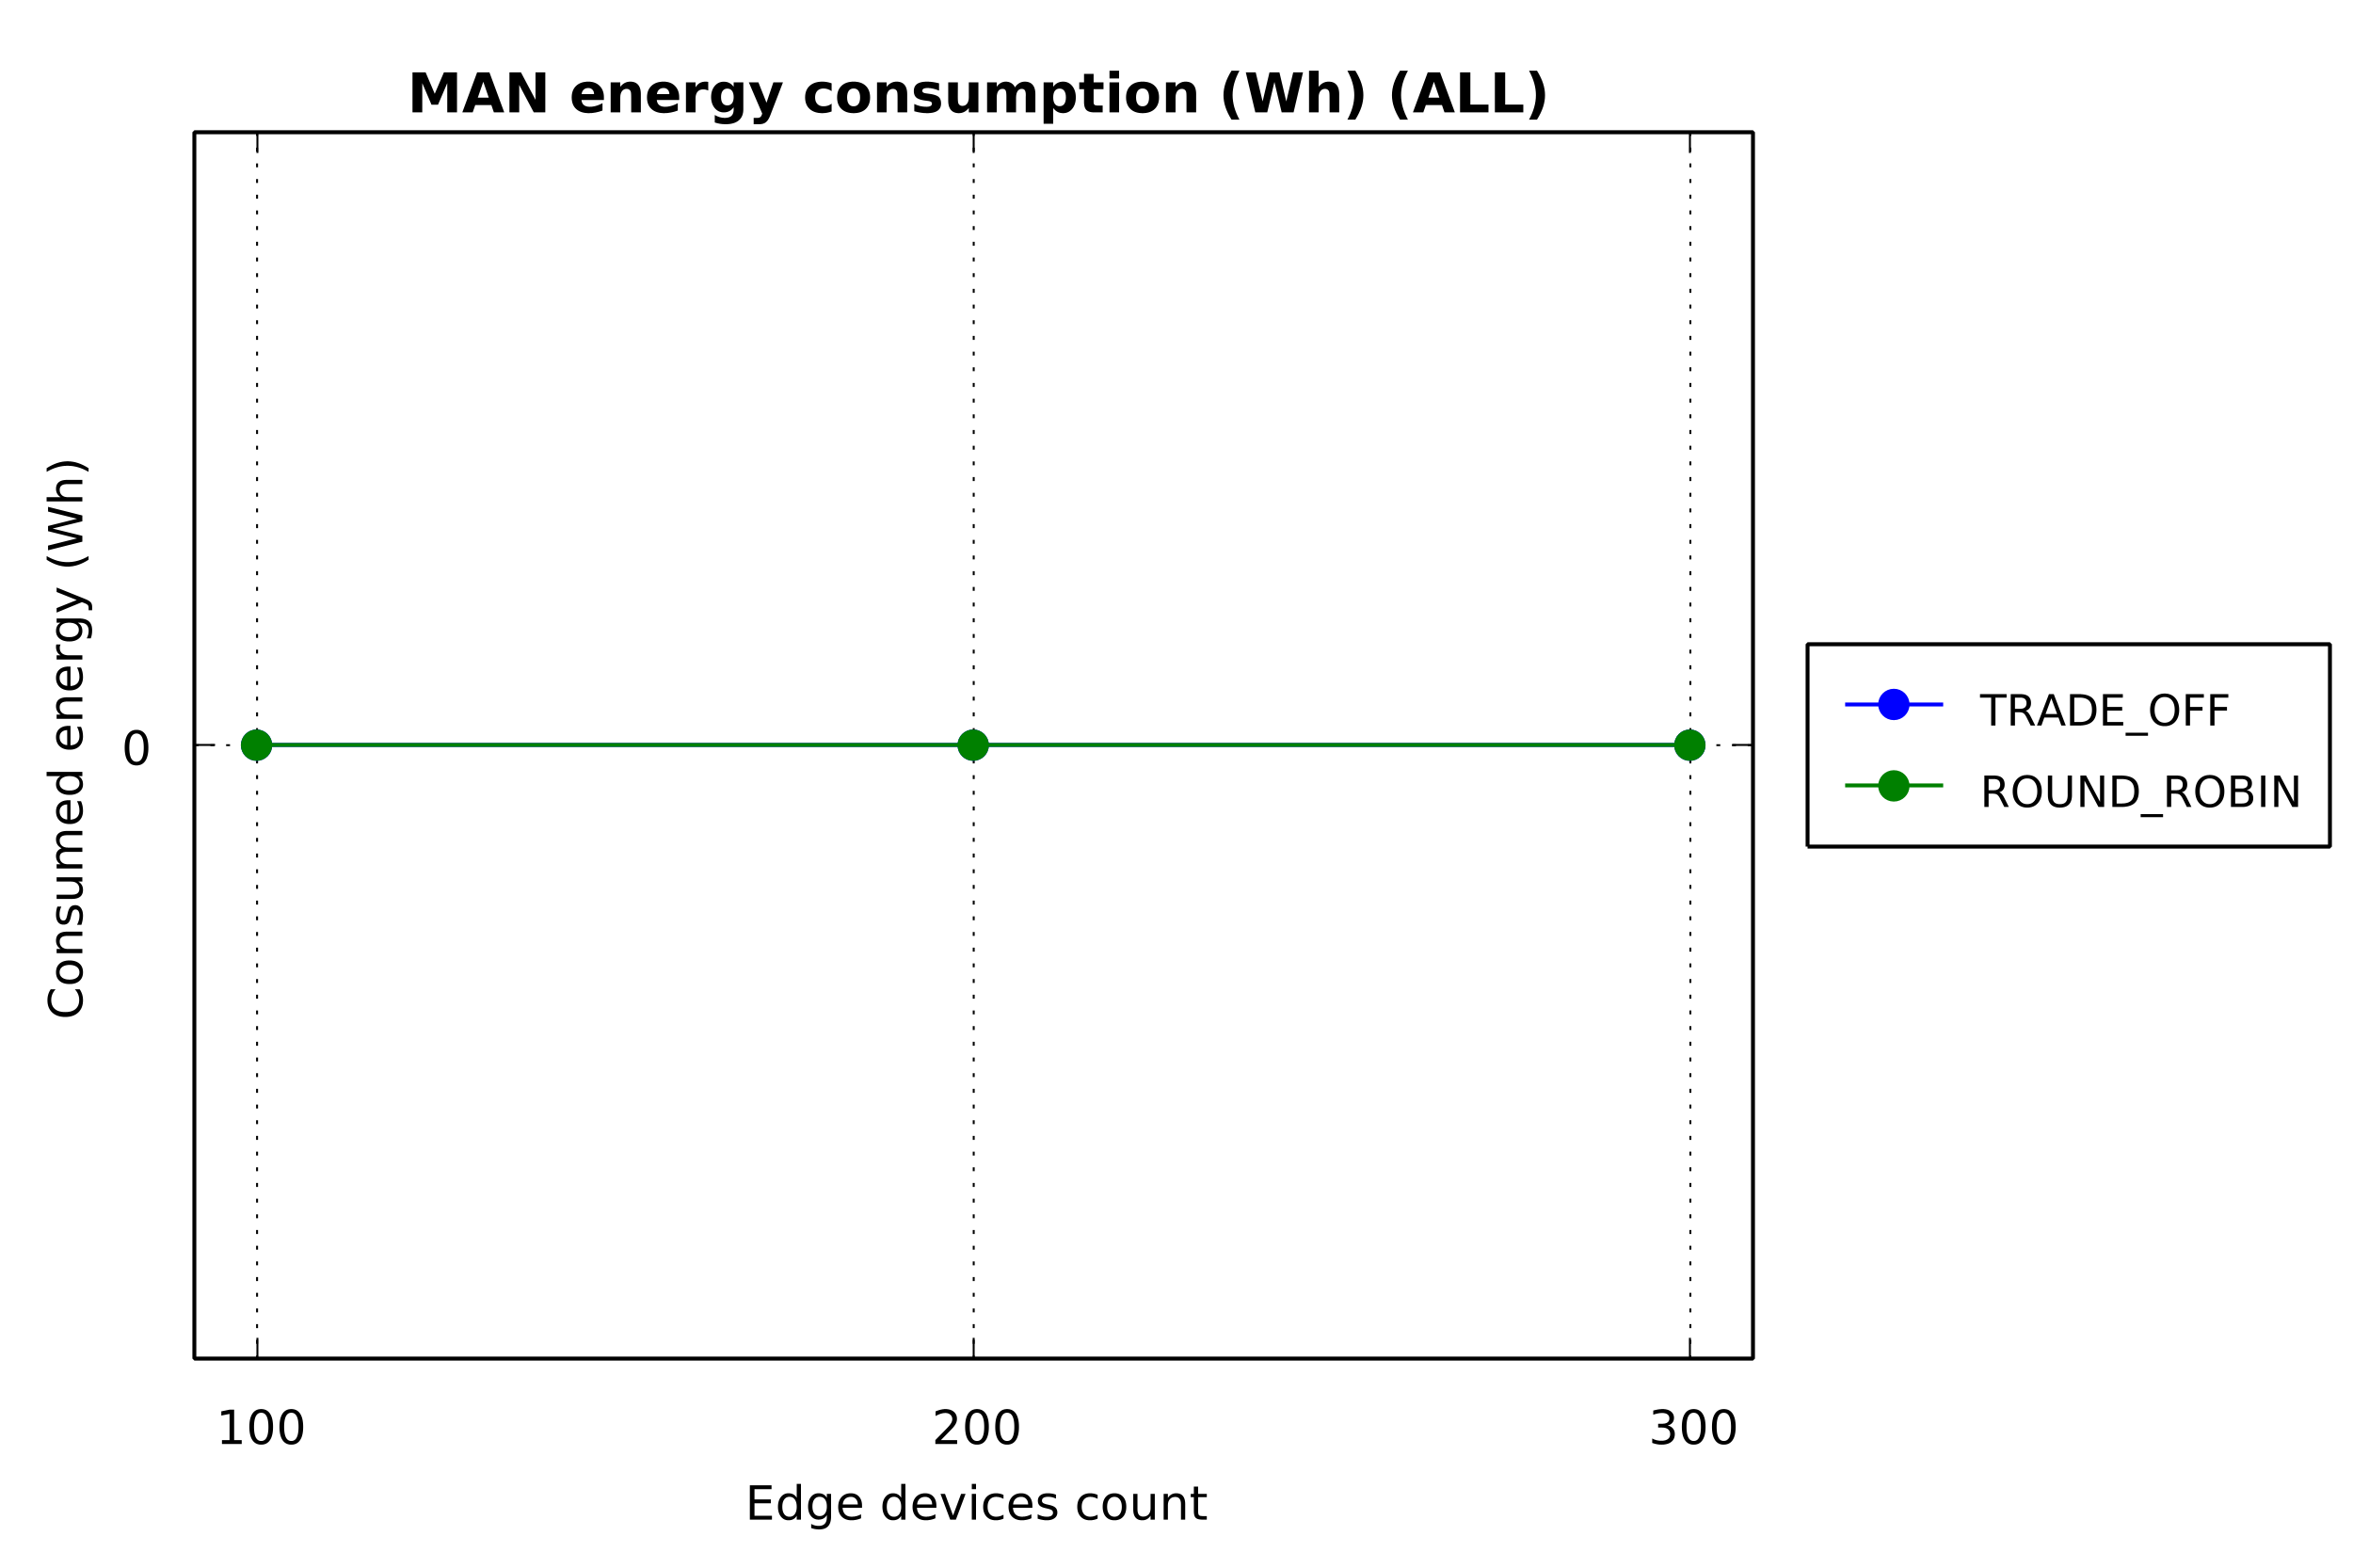 MAN energy consumption (Wh) (ALL)
Consumed energy (Wh)
0
100
200
300
Edge devices count
TRADE_OFF
ROUND_ROBIN